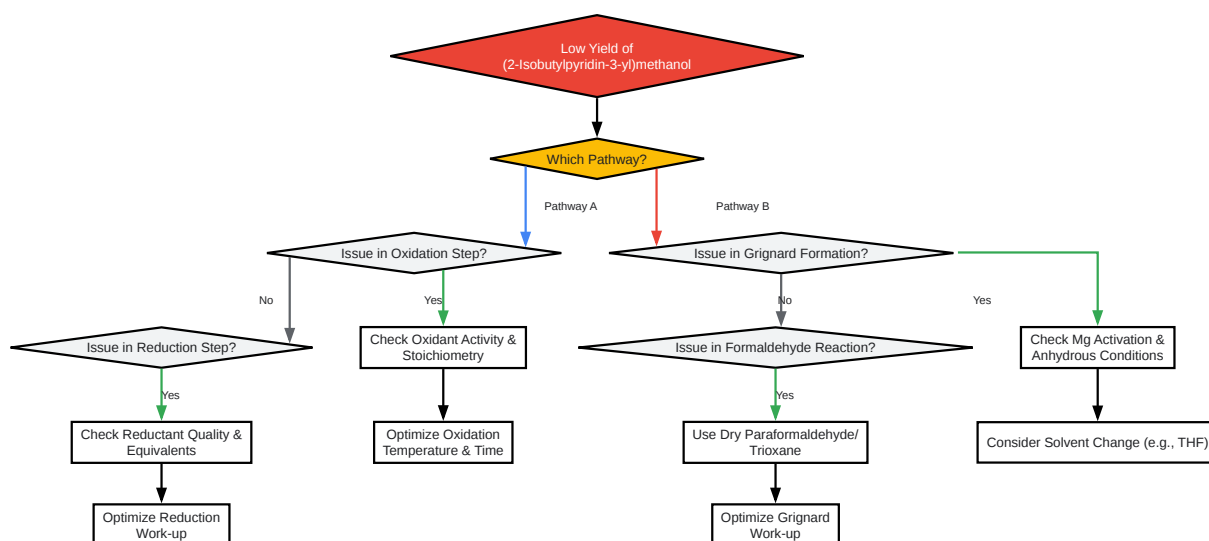 Low Yield of
(2-Isobutylpyridin-3-yl)methanol
Which Pathway?
Pathway A
Pathway B
Issue in Oxidation Step?
Issue in Grignard Formation?
No
Yes
No
Yes
Issue in Reduction Step?
Check Oxidant Activity &
Stoichiometry
Issue in Formaldehyde Reaction?
Check Mg Activation &
Anhydrous Conditions
Yes
Yes
Check Reductant Quality &
Equivalents
Optimize Oxidation
Temperature & Time
Use Dry Paraformaldehyde/
Trioxane
Consider Solvent Change (e.g., THF)
Optimize Reduction
Work-up
Optimize Grignard
Work-up